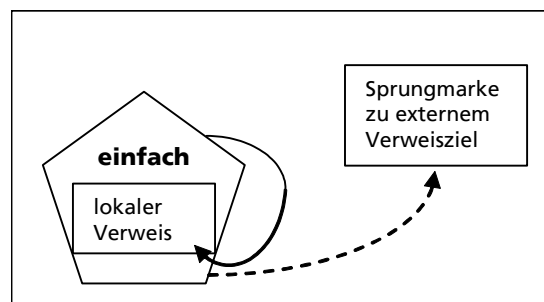 einfach
lokaler
Verweis
Sprungmarke
zu externem
Verweisziel